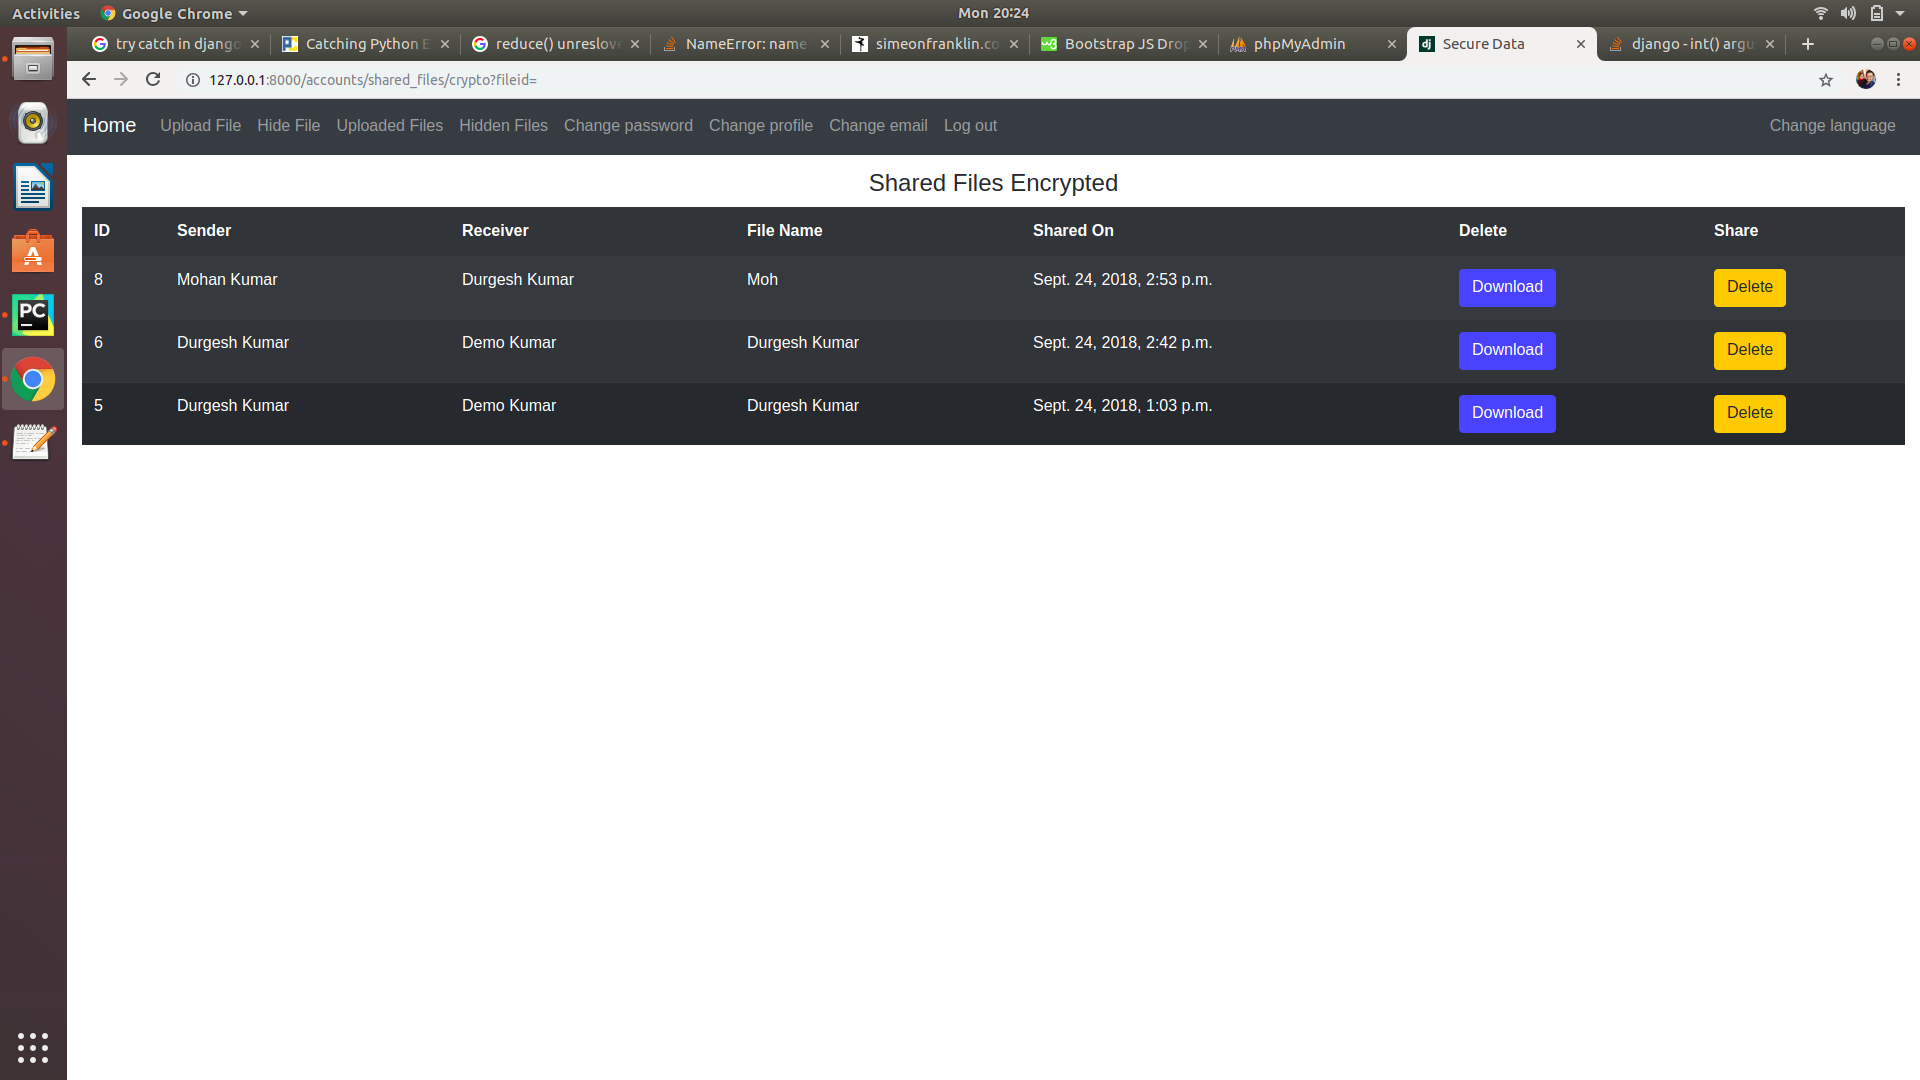 Activities Google Chrome Mon 20:24
try catch in django Catching Python E reduce() unreslove NameError: name simeonfranklin.co Bootstrap JS Drop phpMyAdmin Secure Data django - int() argu
127.0.0.1:8000/accounts/shared_files/crypto?fileid=
Home Upload File Hide File Uploaded Files Hidden Files Change password Change profile Change email Log out Change language
Shared Files Encrypted
ID Sender Receiver File Name Shared On Delete Share
8 Mohan Kumar Durgesh Kumar Moh Sept. 24, 2018, 2:53 p.m. Download Delete
6 Durgesh Kumar Demo Kumar Durgesh Kumar Sept. 24, 2018, 2:42 p.m. Download Delete
5 Durgesh Kumar Demo Kumar Durgesh Kumar Sept. 24, 2018, 1:03 p.m. Download Delete
PC